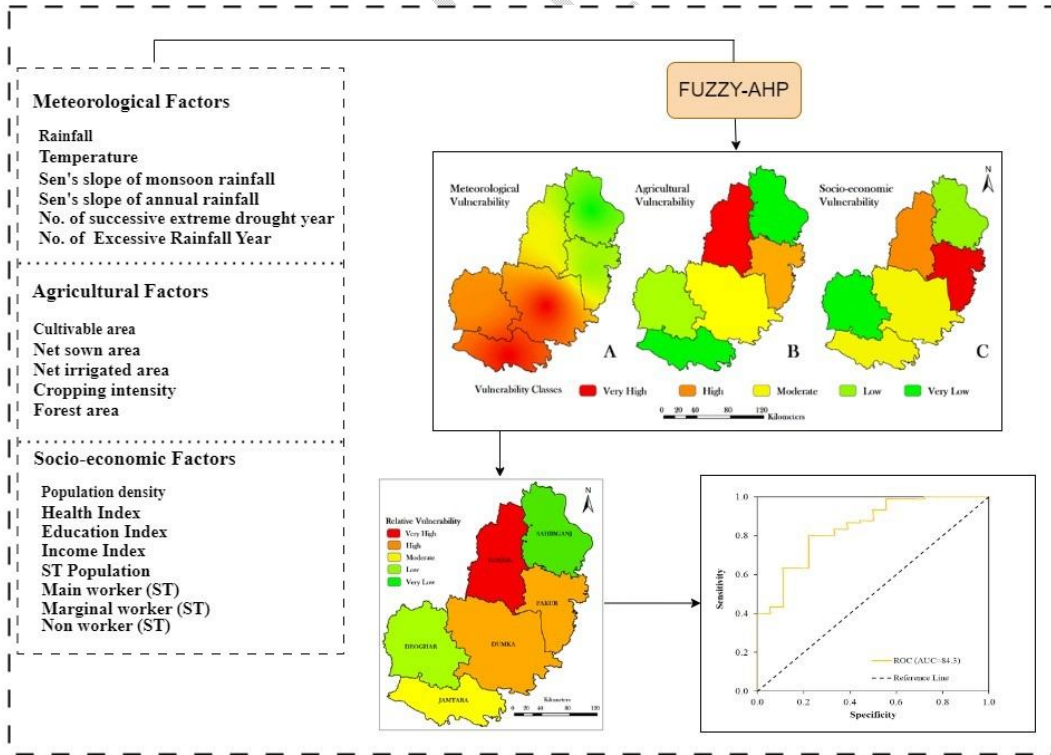 Meteorological Factors
Rainfall
Temperature
Sen's slope of monsoon rainfall
Sen's slope of annual rainfall
No. of successive extreme drought year
No. of Excessive Rainfall Year
Agricultural Factors
Cultivable area
Net sown area
Net irrigated area
Cropping intensity
Forest area
Socio-economic Factors
Population density
Health Index
Education Index
Income Index
ST Population
Main worker (ST)
Marginal worker (ST)
Non worker (ST)
FUZZY-AHP
Meteorological
Vulnerability
A
Agricultural
Vulnerability
B
Socio-economic
Vulnerability
C
N
Vulnerability Classes
Very High
High
Moderate
Low
Very Low
0 20 40 60 80 120
Kilometers
N
Relative Vulnerability
Very High
High
Moderate
Low
Very Low
SAHIBGANJ
PAKUR
DUMKA
DEOGHAR
JAMTARA
Kilometers
0 20 40 60 80 120
Sensitivity
1.0
0.8
0.6
0.4
0.2
0.0
0.0 0.2 0.4 0.6 0.8 1.0
Specificity
ROC (AUC=84.3)
Reference Line